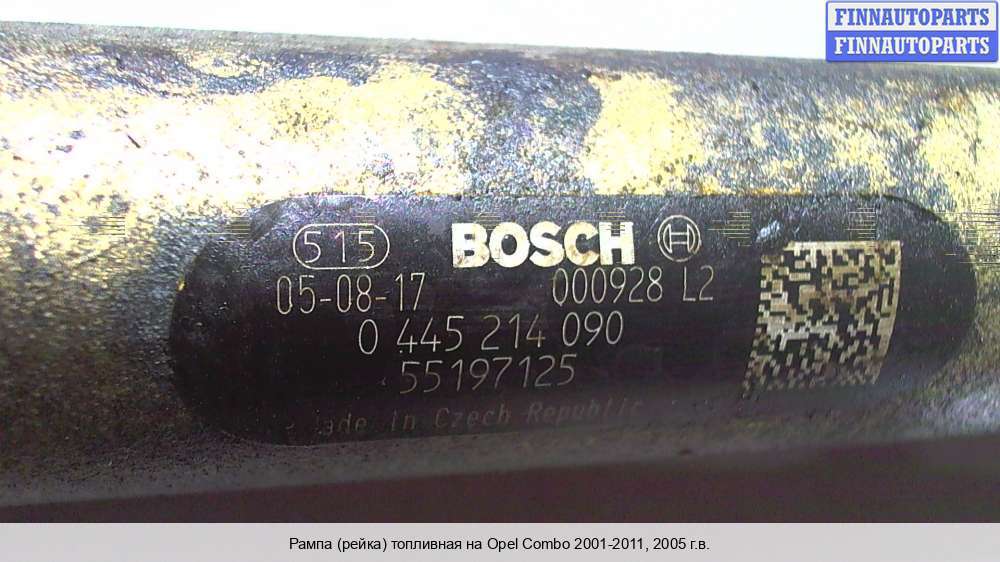 FINNAUTOPARTS
FINNAUTOPARTS
515 BOSCH
05-08-17 000928 L2
0 445 214 090
55197125
Made in Czech Republic
Рампа (рейка) топливная на Opel Combo 2001-2011, 2005 г.в.